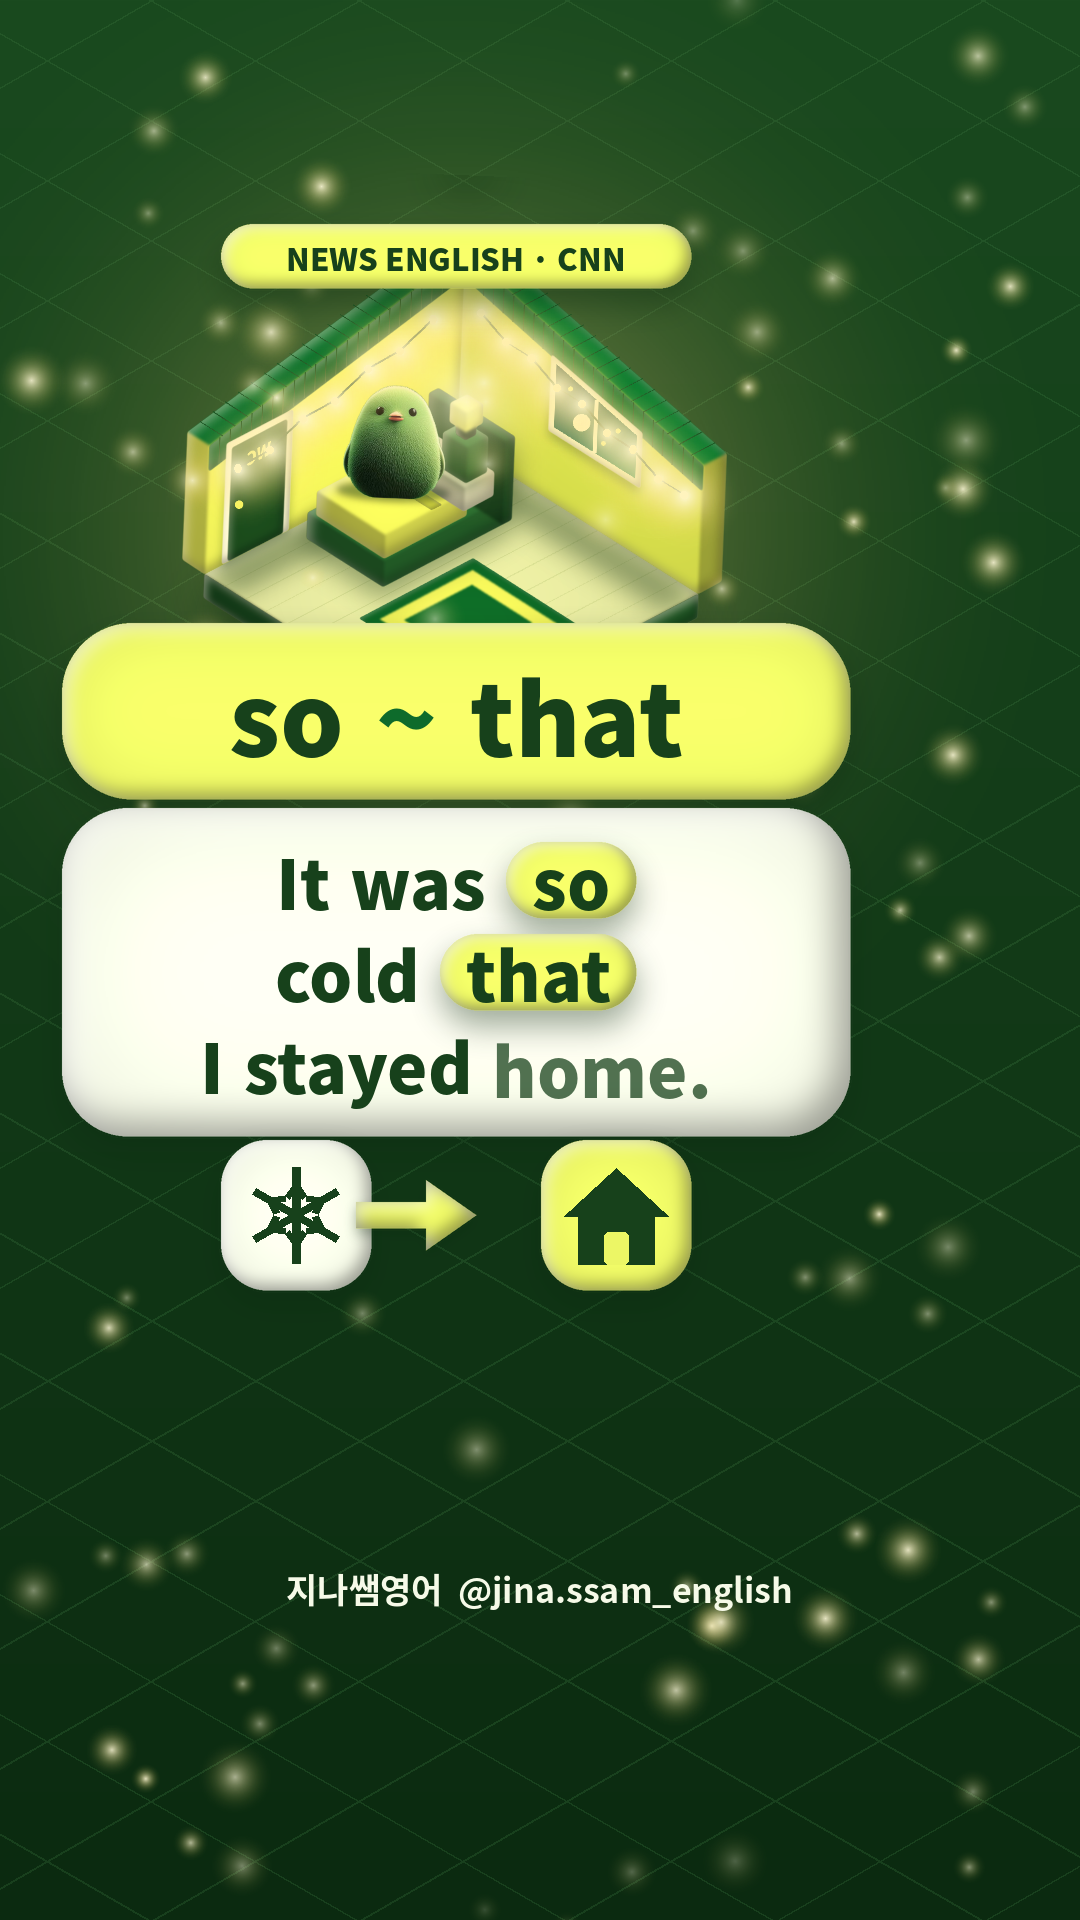 NEWS ENGLISH · CNN
so ~ that
It was so
cold that
I stayed home.
지나쌤영어 @jina.ssam_english